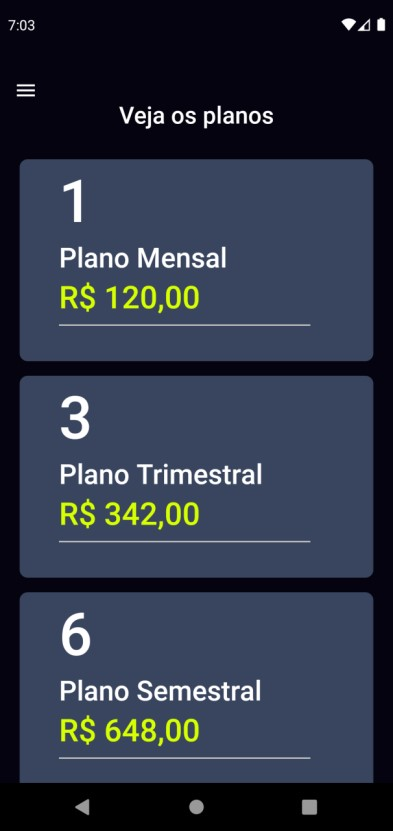 7:03
Veja os planos
1
Plano Mensal
R$ 120,00
3
Plano Trimestral
R$ 342,00
6
Plano Semestral
R$ 648,00